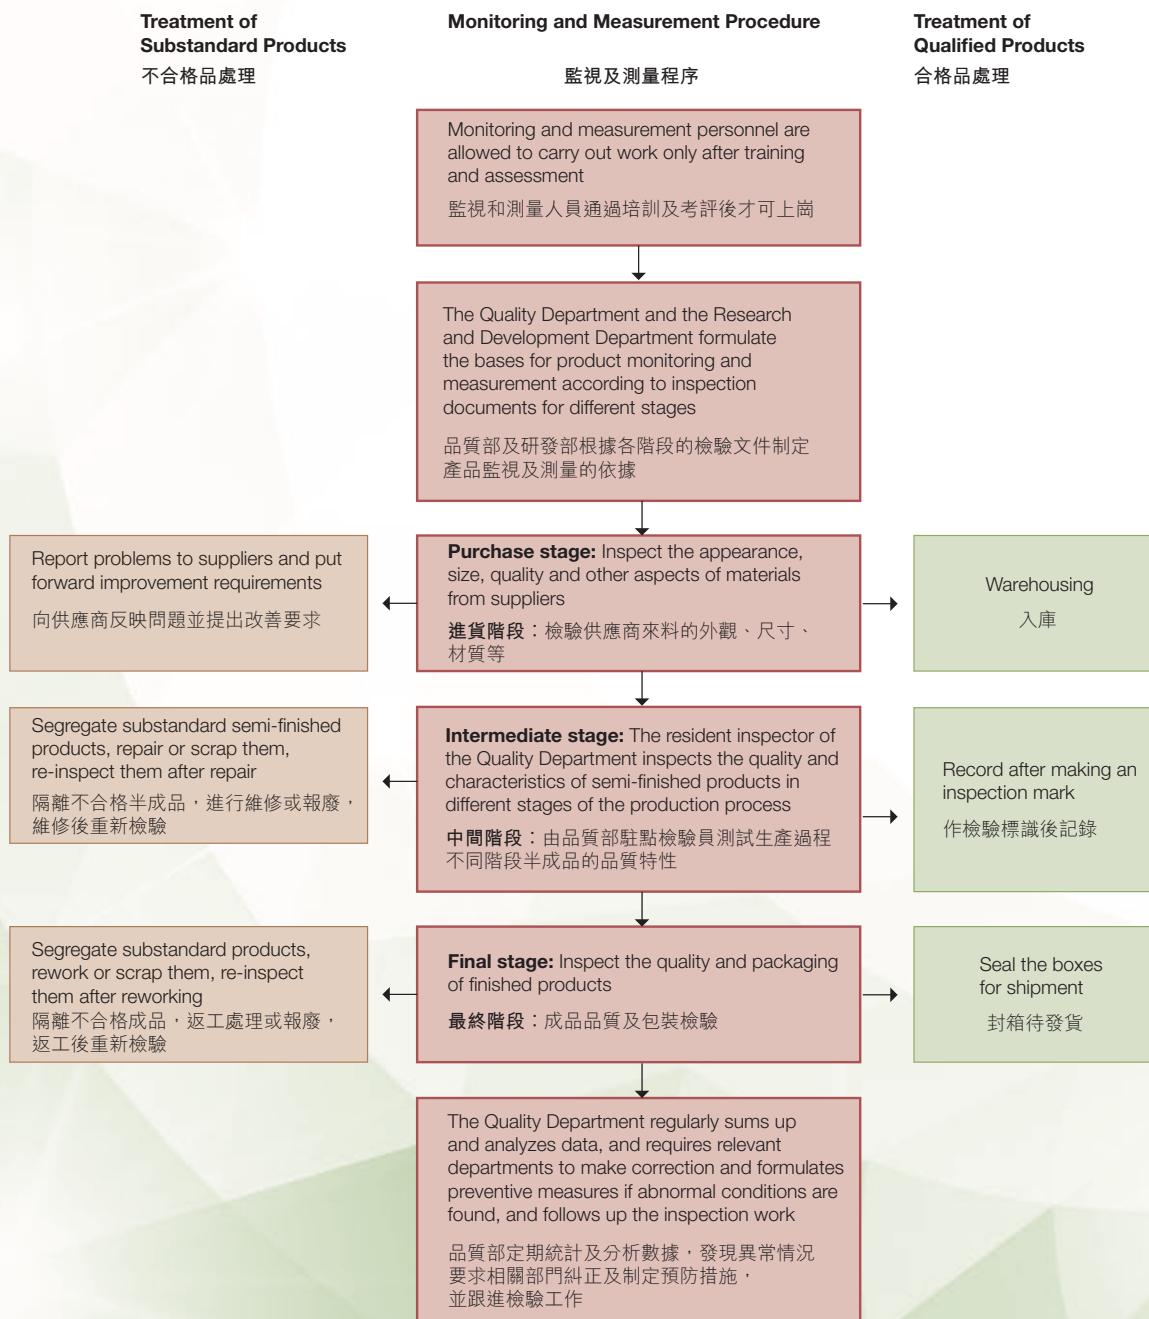 Treatment of
Substandard Products
不合格品處理
Monitoring and Measurement Procedure
監視及測量程序
Treatment of
Qualified Products
合格品處理
Monitoring and measurement personnel are
allowed to carry out work only after training
and assessment
監視和測量人員通過培訓及考評後才可上崗
The Quality Department and the Research
and Development Department formulate
the bases for product monitoring and
measurement according to inspection
documents for different stages
品質部及研發部根據各階段的檢驗文件制定
產品監視及測量的依據
Report problems to suppliers and put
forward improvement requirements
向供應商反映問題並提出改善要求
Purchase stage: Inspect the appearance,
size, quality and other aspects of materials
from suppliers
進貨階段：檢驗供應商來料的外觀、尺寸、
材質等
Warehousing
入庫
Segregate substandard semi-finished
products, repair or scrap them,
re-inspect them after repair
隔離不合格半成品，進行維修或報廢，
維修後重新檢驗
Intermediate stage: The resident inspector of
of the Quality Department inspects the quality and
characteristics of semi-finished products in
different stages of the production process
中間階段：由品質部駐點檢驗員測試生產過程
不同階段半成品的品質特性
Record after making an
inspection mark
作檢驗標識後記錄
Segregate substandard products,
rework or scrap them, re-inspect
them after reworking
隔離不合格成品，返工處理或報廢，
返工後重新檢驗
Final stage: Inspect the quality and packaging
of finished products
最終階段：成品品質及包裝檢驗
Seal the boxes
for shipment
封箱待發貨
The Quality Department regularly sums up
and analyzes data, and requires relevant
departments to make correction and formulates
preventive measures if abnormal conditions are
found, and follows up the inspection work
品質部定期統計及分析數據，發現異常情況
要求相關部門糾正及制定預防措施，
並跟進檢驗工作